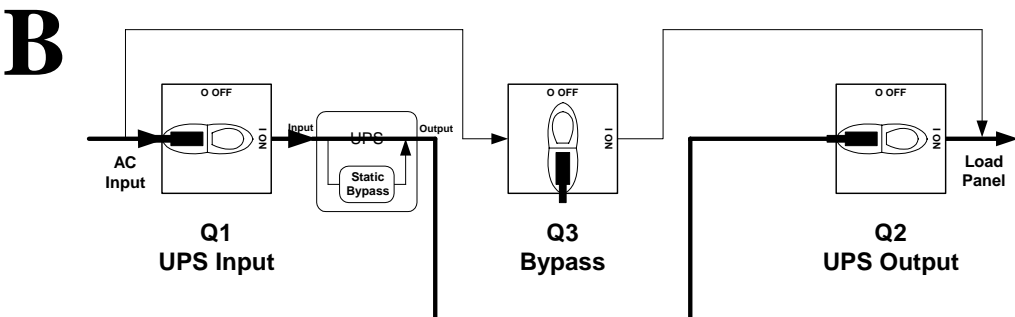 B
O OFF
I ON
Input
UPS
Output
Static
Bypass
O OFF
I ON
O OFF
I ON
AC
Input
Load
Panel
Q1
UPS Input
Q3
Bypass
Q2
UPS Output